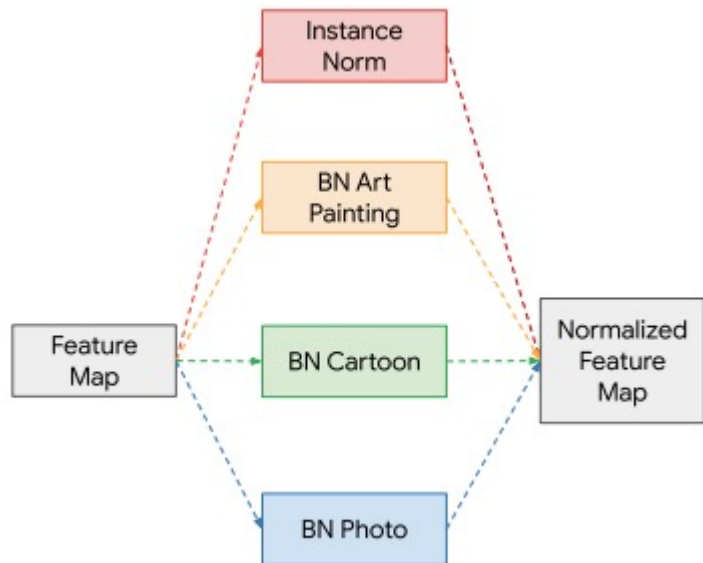 Instance
Norm
BN Art
Painting
Feature
Map
BN Cartoon
Normalized
Feature
Map
BN Photo